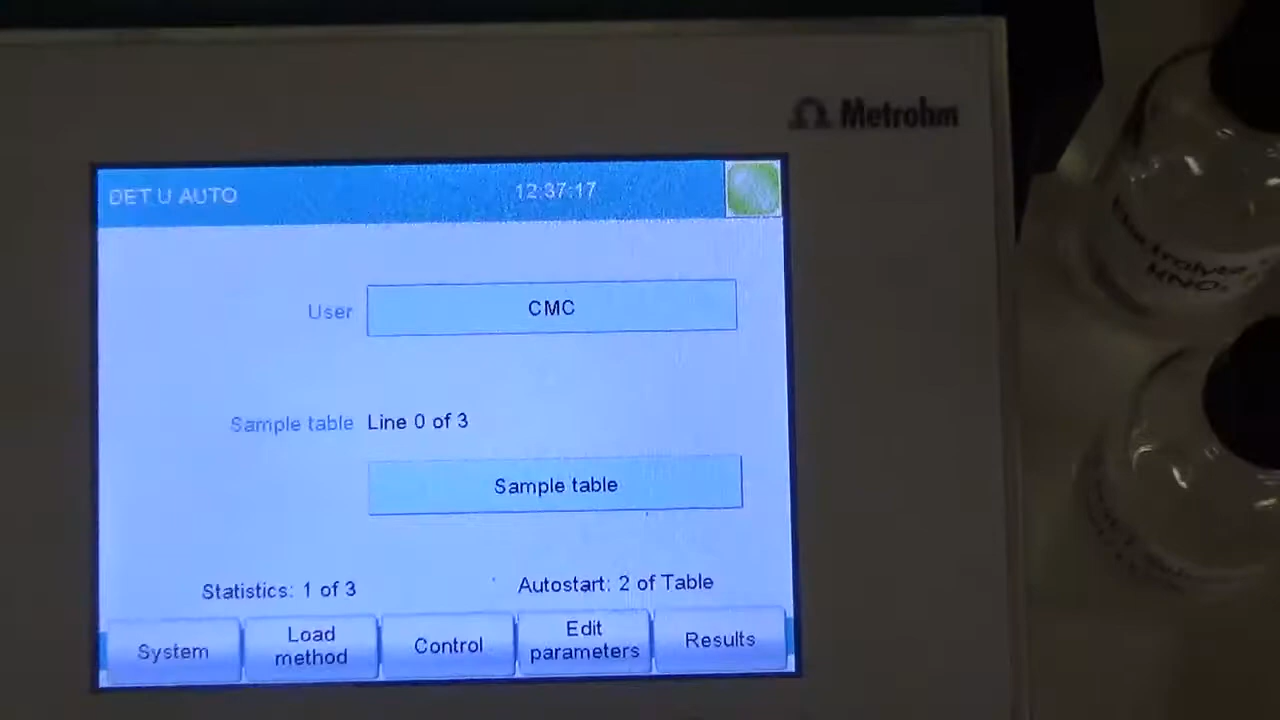 Metrohm
DET U AUTO
12:37:17
User
CMC
Sample table
Line 0 of 3
Sample table
Statistics: 1 of 3
Autostart: 2 of Table
System
Load
method
Control
Edit
parameters
Results
HNO₃